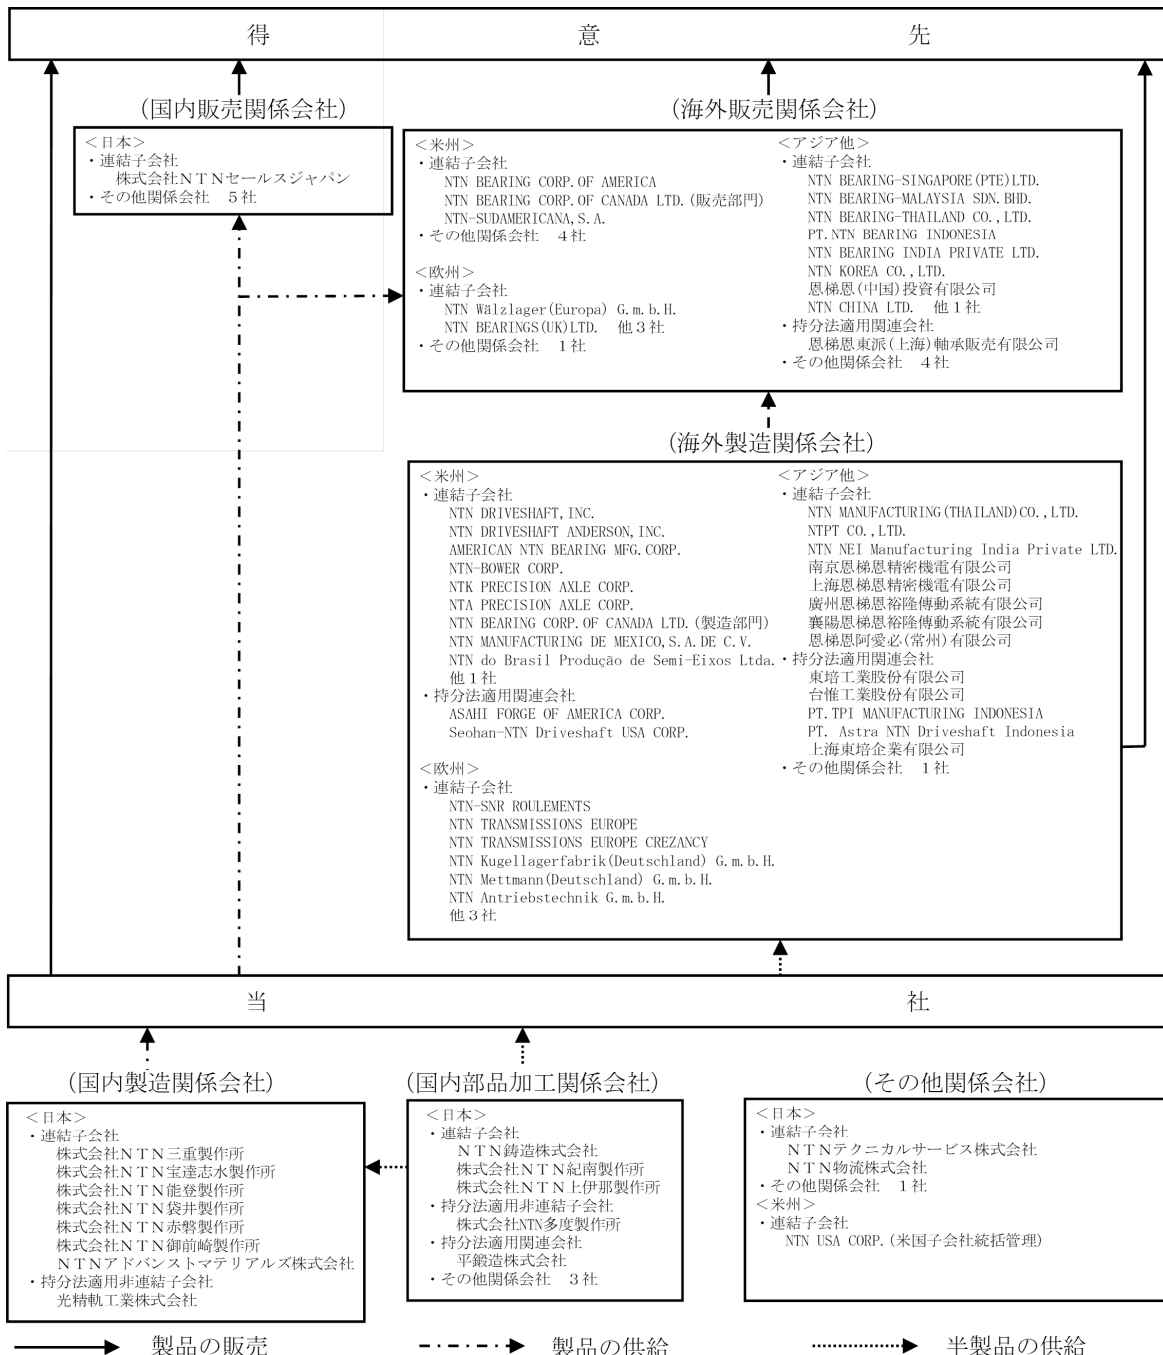 得 意 先
(国内販売関係会社)
＜日本＞
・連結子会社
株式会社ＮＴＮセールスジャパン
・その他関係会社　５社
(海外販売関係会社)
＜米州＞
・連結子会社
NTN BEARING CORP.OF AMERICA
NTN BEARING CORP.OF CANADA LTD.(販売部門)
NTN-SUDAMERICANA,S.A.
・その他関係会社　４社
＜欧州＞
・連結子会社
NTN Wälzlager(Europa) G.m.b.H.
NTN BEARINGS(UK)LTD.　他３社
・その他関係会社　１社
＜アジア他＞
・連結子会社
NTN BEARING-SINGAPORE(PTE)LTD.
NTN BEARING-MALAYSIA SDN.BHD.
NTN BEARING-THAILAND CO.,LTD.
PT.NTN BEARING INDONESIA
NTN BEARING INDIA PRIVATE LTD.
NTN KOREA CO.,LTD.
恩梯恩(中国)投資有限公司
NTN CHINA LTD.　他１社
・持分法適用関連会社
恩梯恩東派(上海)軸承販売有限公司
・その他関係会社　４社
(海外製造関係会社)
＜米州＞
・連結子会社
NTN DRIVESHAFT,INC.
NTN DRIVESHAFT ANDERSON,INC.
AMERICAN NTN BEARING MFG.CORP.
NTN-BOWER CORP.
NTK PRECISION AXLE CORP.
NTA PRECISION AXLE CORP.
NTN BEARING CORP.OF CANADA LTD.(製造部門)
NTN MANUFACTURING DE MEXICO,S.A.DE C.V.
NTN do Brasil Produção de Semi-Eixos Ltda.
他１社
・持分法適用関連会社
ASAHI FORGE OF AMERICA CORP.
Seohan-NTN Driveshaft USA CORP.
＜欧州＞
・連結子会社
NTN-SNR ROULEMENTS
NTN TRANSMISSIONS EUROPE
NTN TRANSMISSIONS EUROPE CREZANCY
NTN Kugellagerfabrik(Deutschland) G.m.b.H.
NTN Mettmann(Deutschland) G.m.b.H.
NTN Antriebstechnik G.m.b.H.
他３社
＜アジア他＞
・連結子会社
NTN MANUFACTURING(THAILAND)CO.,LTD.
NTPT CO.,LTD.
NTN NEI Manufacturing India Private LTD.
南京恩梯恩精密機電有限公司
上海恩梯恩精密機電有限公司
廣州恩梯恩裕隆傳動系統有限公司
襄陽恩梯恩裕隆傳動系統有限公司
恩梯恩阿愛必(常州)有限公司
・持分法適用関連会社
東培工業股份有限公司
台惟工業股份有限公司
PT.TPI MANUFACTURING INDONESIA
PT. Astra NTN Driveshaft Indonesia
上海東培企業有限公司
・その他関係会社　１社
当 社
(国内製造関係会社)
＜日本＞
・連結子会社
株式会社ＮＴＮ三重製作所
株式会社ＮＴＮ宝達志水製作所
株式会社ＮＴＮ能登製作所
株式会社ＮＴＮ袋井製作所
株式会社ＮＴＮ赤磐製作所
株式会社ＮＴＮ御前崎製作所
ＮＴＮアドバンストマテリアルズ株式会社
・持分法適用非連結子会社
光精軌工業株式会社
(国内部品加工関係会社)
＜日本＞
・連結子会社
ＮＴＮ鋳造株式会社
株式会社ＮＴＮ紀南製作所
株式会社ＮＴＮ上伊那製作所
・持分法適用非連結子会社
株式会社NTN多度製作所
・持分法適用関連会社
平鍛造株式会社
・その他関係会社　３社
(その他関係会社)
＜日本＞
・連結子会社
ＮＴＮテクニカルサービス株式会社
ＮＴＮ物流株式会社
・その他関係会社　１社
＜米州＞
・連結子会社
NTN USA CORP.(米国子会社統括管理)
製品の販売
製品の供給
半製品の供給